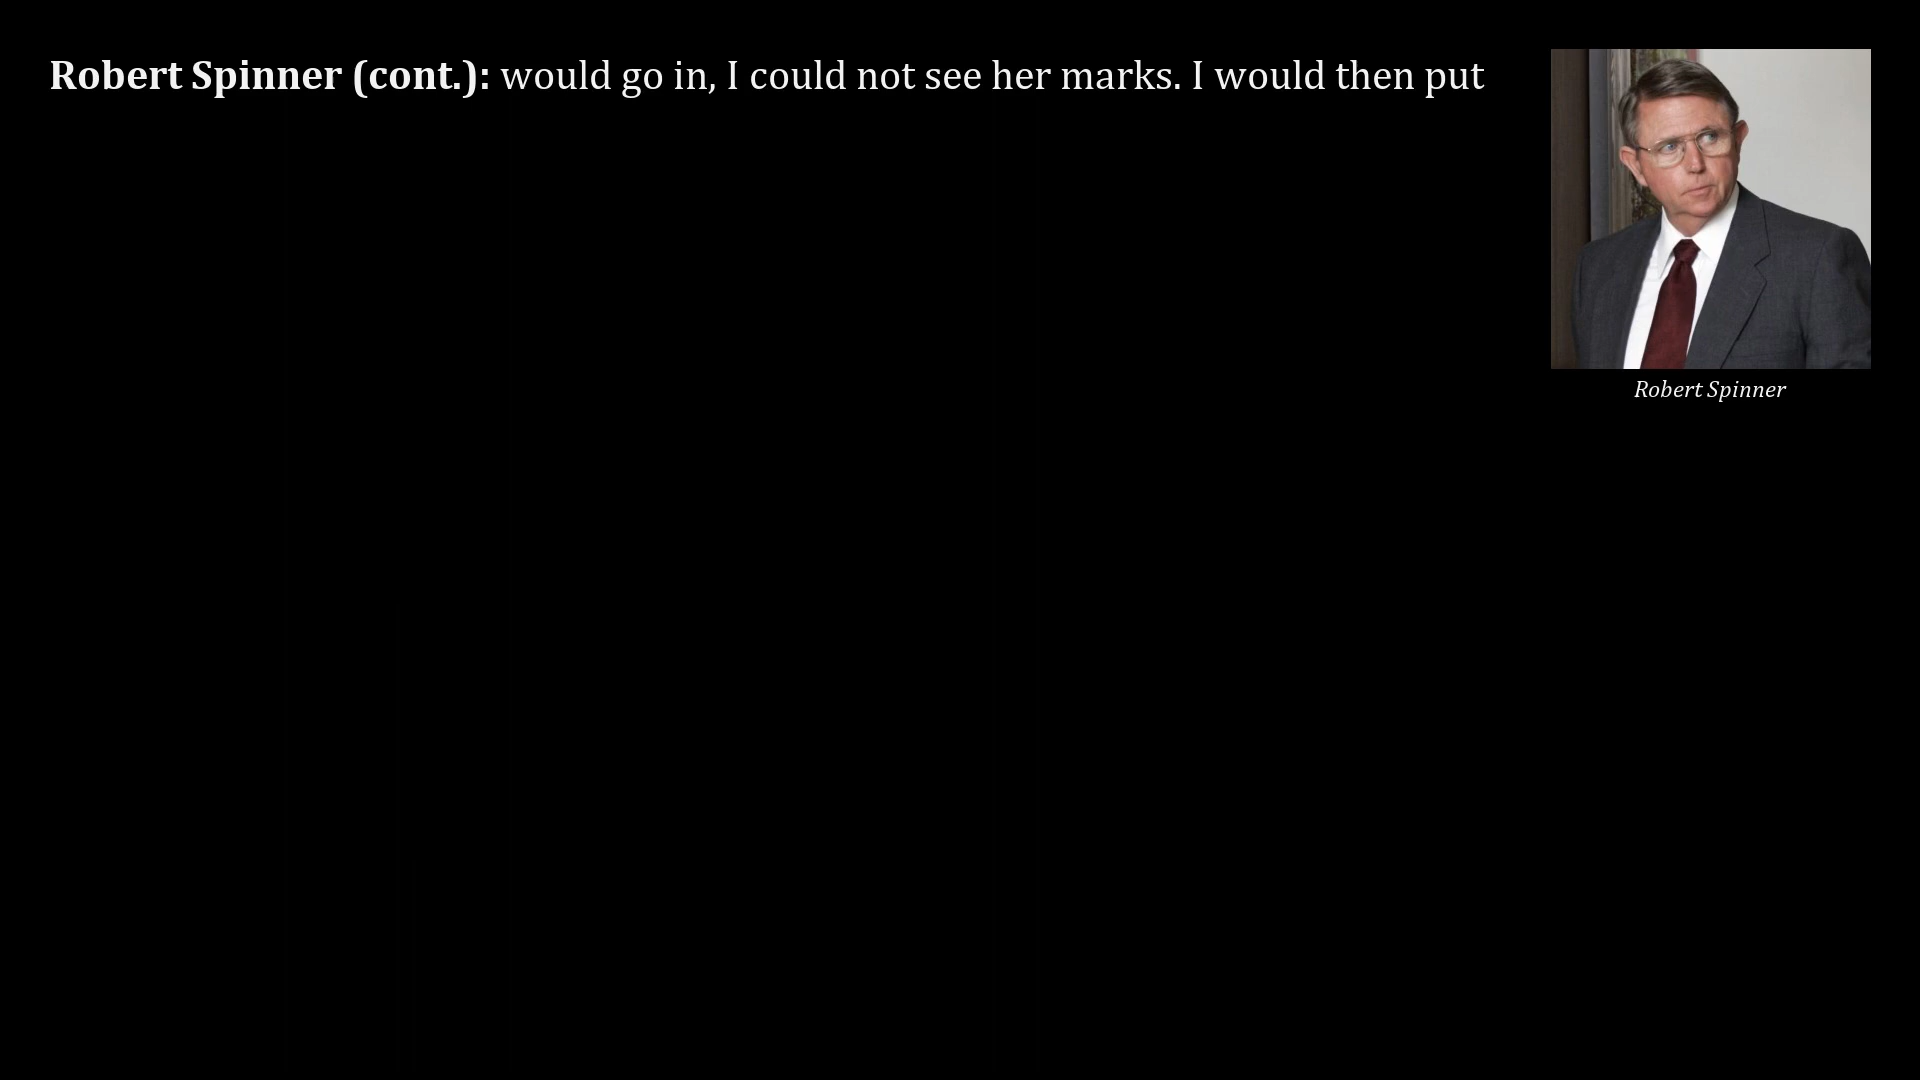 Robert Spinner (cont.): would go in, I could not see her marks. I would then put
Robert Spinner